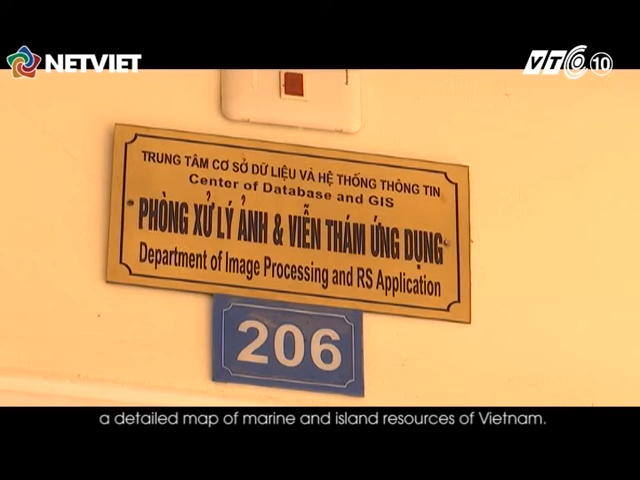 NETVIET
VTC10
TRUNG TÂM CƠ SỞ DỮ LIỆU VÀ HỆ THỐNG THÔNG TIN
Center of Database and GIS
PHÒNG XỬ LÝ ẢNH & VIỄN THÁM ỨNG DỤNG
Department of Image Processing and RS Application
206
a detailed map of marine and island resources of Vietnam.